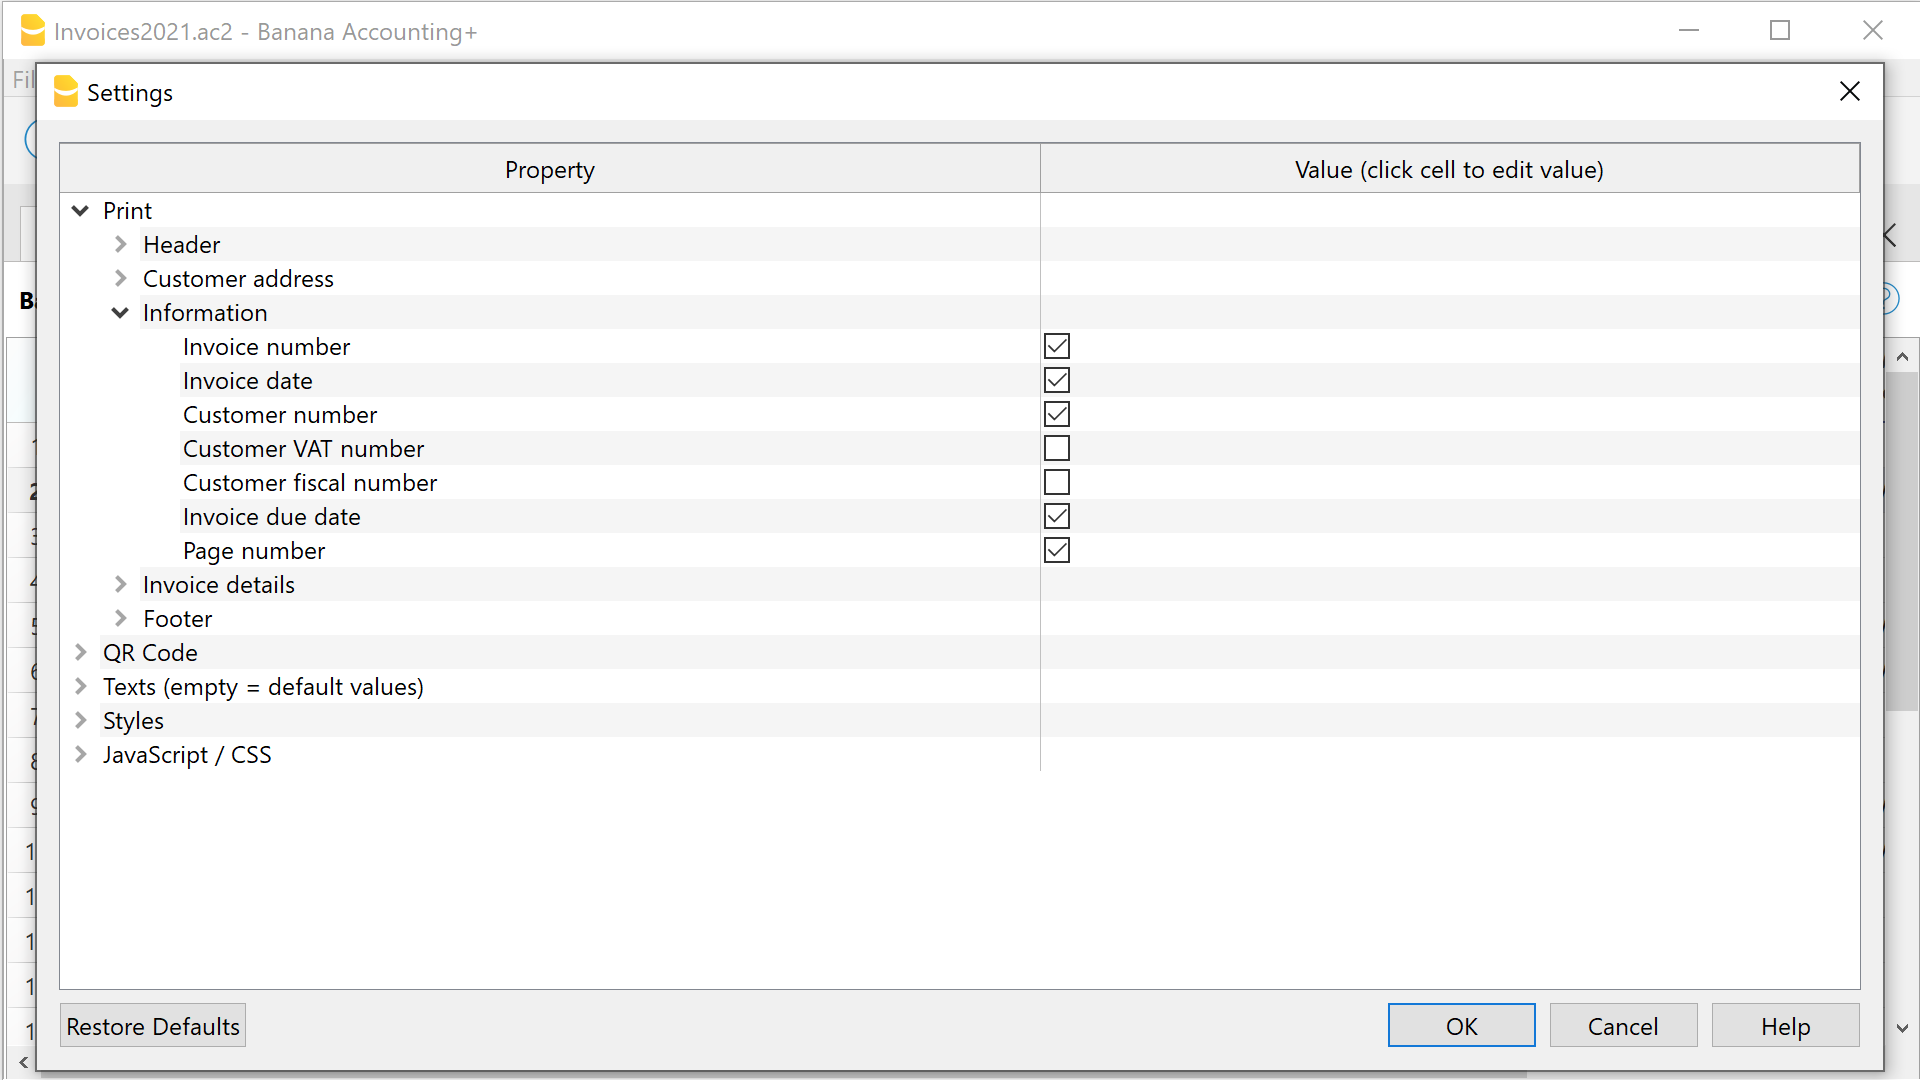 Invoices2021.ac2 - Banana Accounting+
Fil
Settings
Property
Value (click cell to edit value)
Print
Header
Customer address
Ba
Information
Invoice number
Invoice date
Customer number
Customer VAT number
Customer fiscal number
Invoice due date
Page number
Invoice details
Footer
QR Code
Texts (empty = default values)
Styles
JavaScript / CSS
Restore Defaults
OK
Cancel
Help